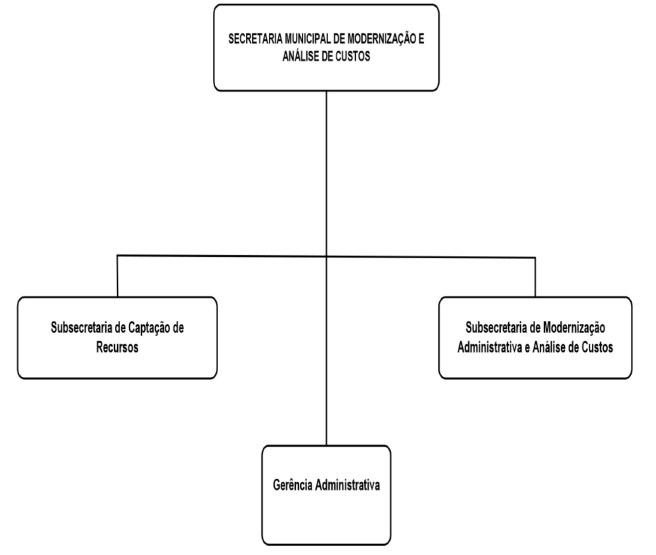 SECRETARIA MUNICIPAL DE MODERNIZAÇÃO E
ANÁLISE DE CUSTOS
Subsecretaria de Captação de
Recursos
Subsecretaria de Modernização
Administrativa e Análise de Custos
Gerência Administrativa